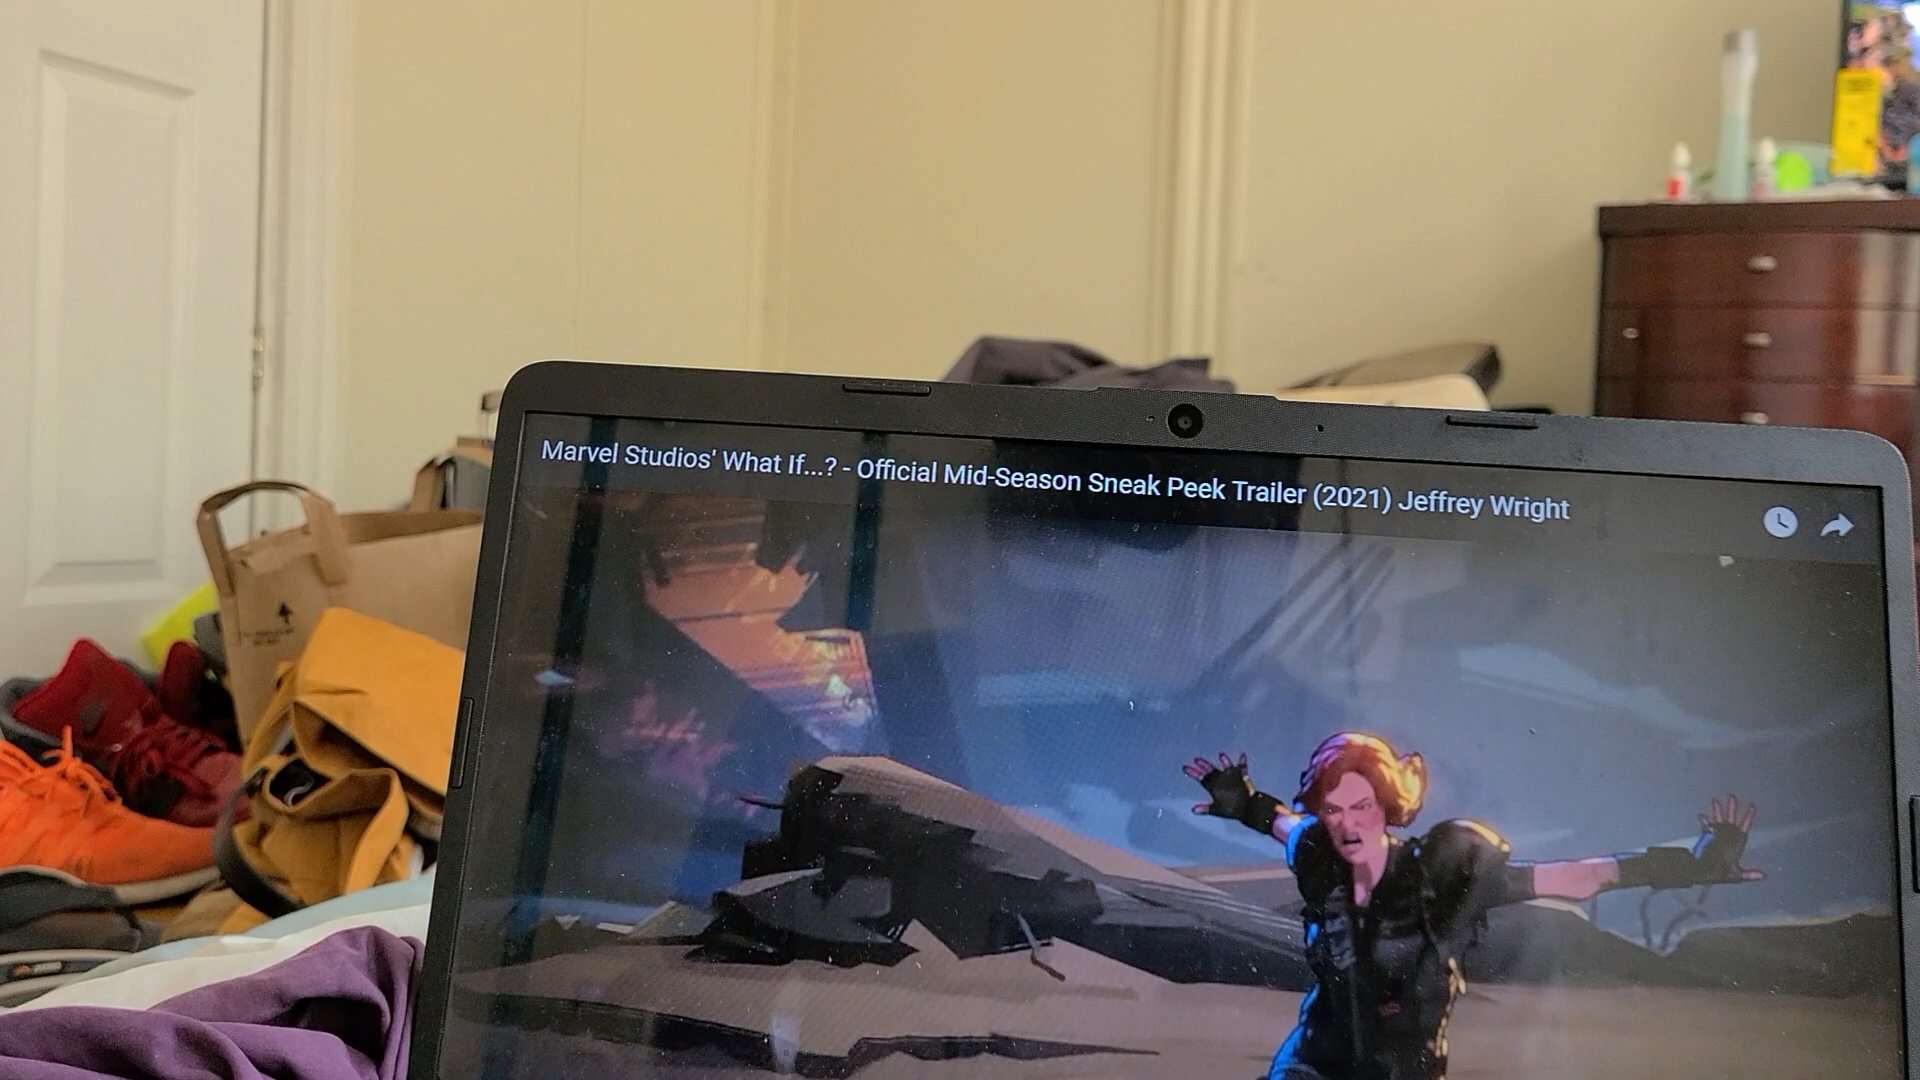 Marvel Studios' What If...? - Official Mid-Season Sneak Peek Trailer (2021) Jeffrey Wright